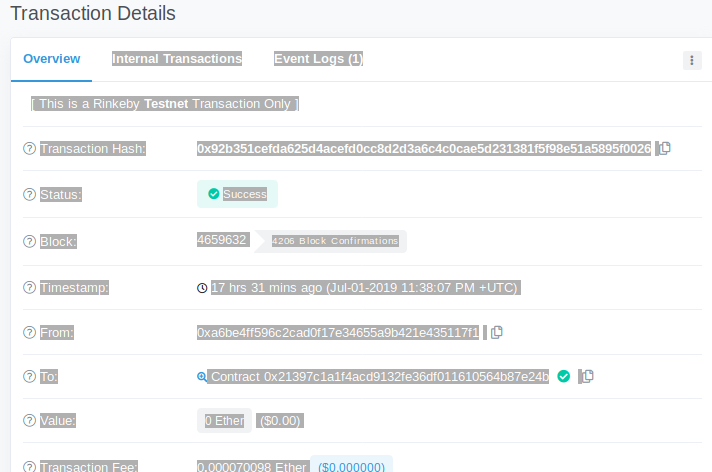 Transaction Details
Overview Internal Transactions Event Logs (1)
[ This is a Rinkeby Testnet Transaction Only ]
Transaction Hash: 0x92b351cefda625d4acefd0cc8d2d3a6c4c0cae5d231381f5f98e51a5895f0026
Status: Success
Block: 4659632 4206 Block Confirmations
Timestamp: 17 hrs 31 mins ago (Jul-01-2019 11:38:07 PM +UTC)
From: 0xa6be4ff596c2cad0f17e34655a9b421e435117f1
To: Contract 0x21397c1a1f4acd9132fe36df011610564b87e24b
Value: 0 Ether ($0.00)
Transaction Fee: 0.000070098 Ether ($0.000000)